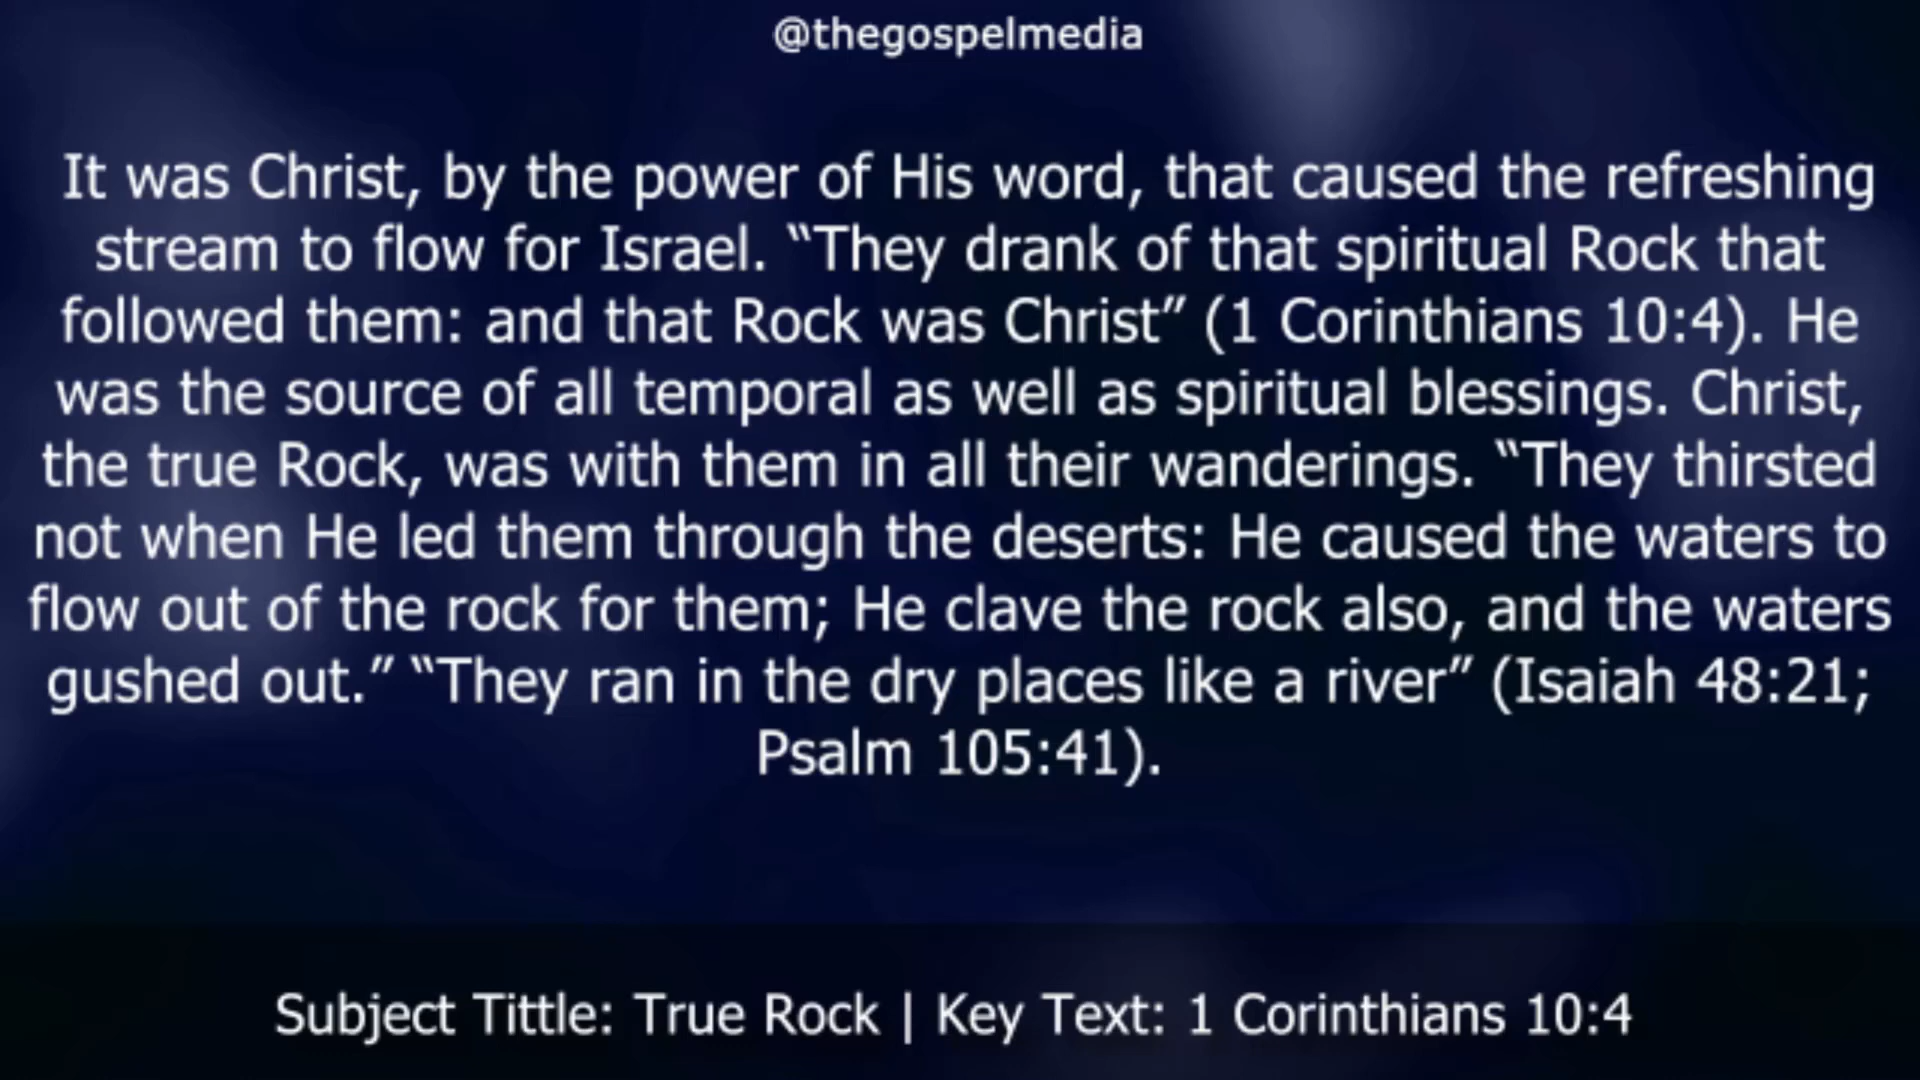 @thegospelmedia
It was Christ, by the power of His word, that caused the refreshing
stream to flow for Israel. “They drank of that spiritual Rock that
followed them: and that Rock was Christ” (1 Corinthians 10:4). He
was the source of all temporal as well as spiritual blessings. Christ,
the true Rock, was with them in all their wanderings. “They thirsted
not when He led them through the deserts: He caused the waters to
flow out of the rock for them; He clave the rock also, and the waters
gushed out.” “They ran in the dry places like a river” (Isaiah 48:21;
Psalm 105:41).
Subject Tittle: True Rock | Key Text: 1 Corinthians 10:4